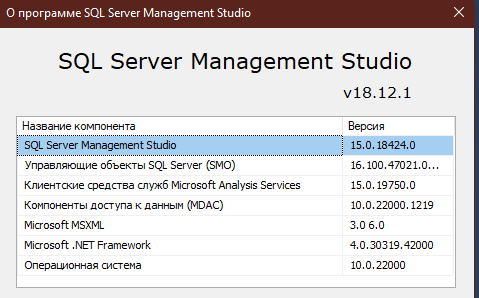 О программе SQL Server Management Studio
SQL Server Management Studio
v18.12.1
Название компонента Версия
SQL Server Management Studio 15.0.18424.0
Управляющие объекты SQL Server (SMO) 16.100.47021.0...
Клиентские средства служб Microsoft Analysis Services 15.0.19750.0
Компоненты доступа к данным (MDAC) 10.0.22000.1219
Microsoft MSXML 3.0 6.0
Microsoft .NET Framework 4.0.30319.42000
Операционная система 10.0.22000